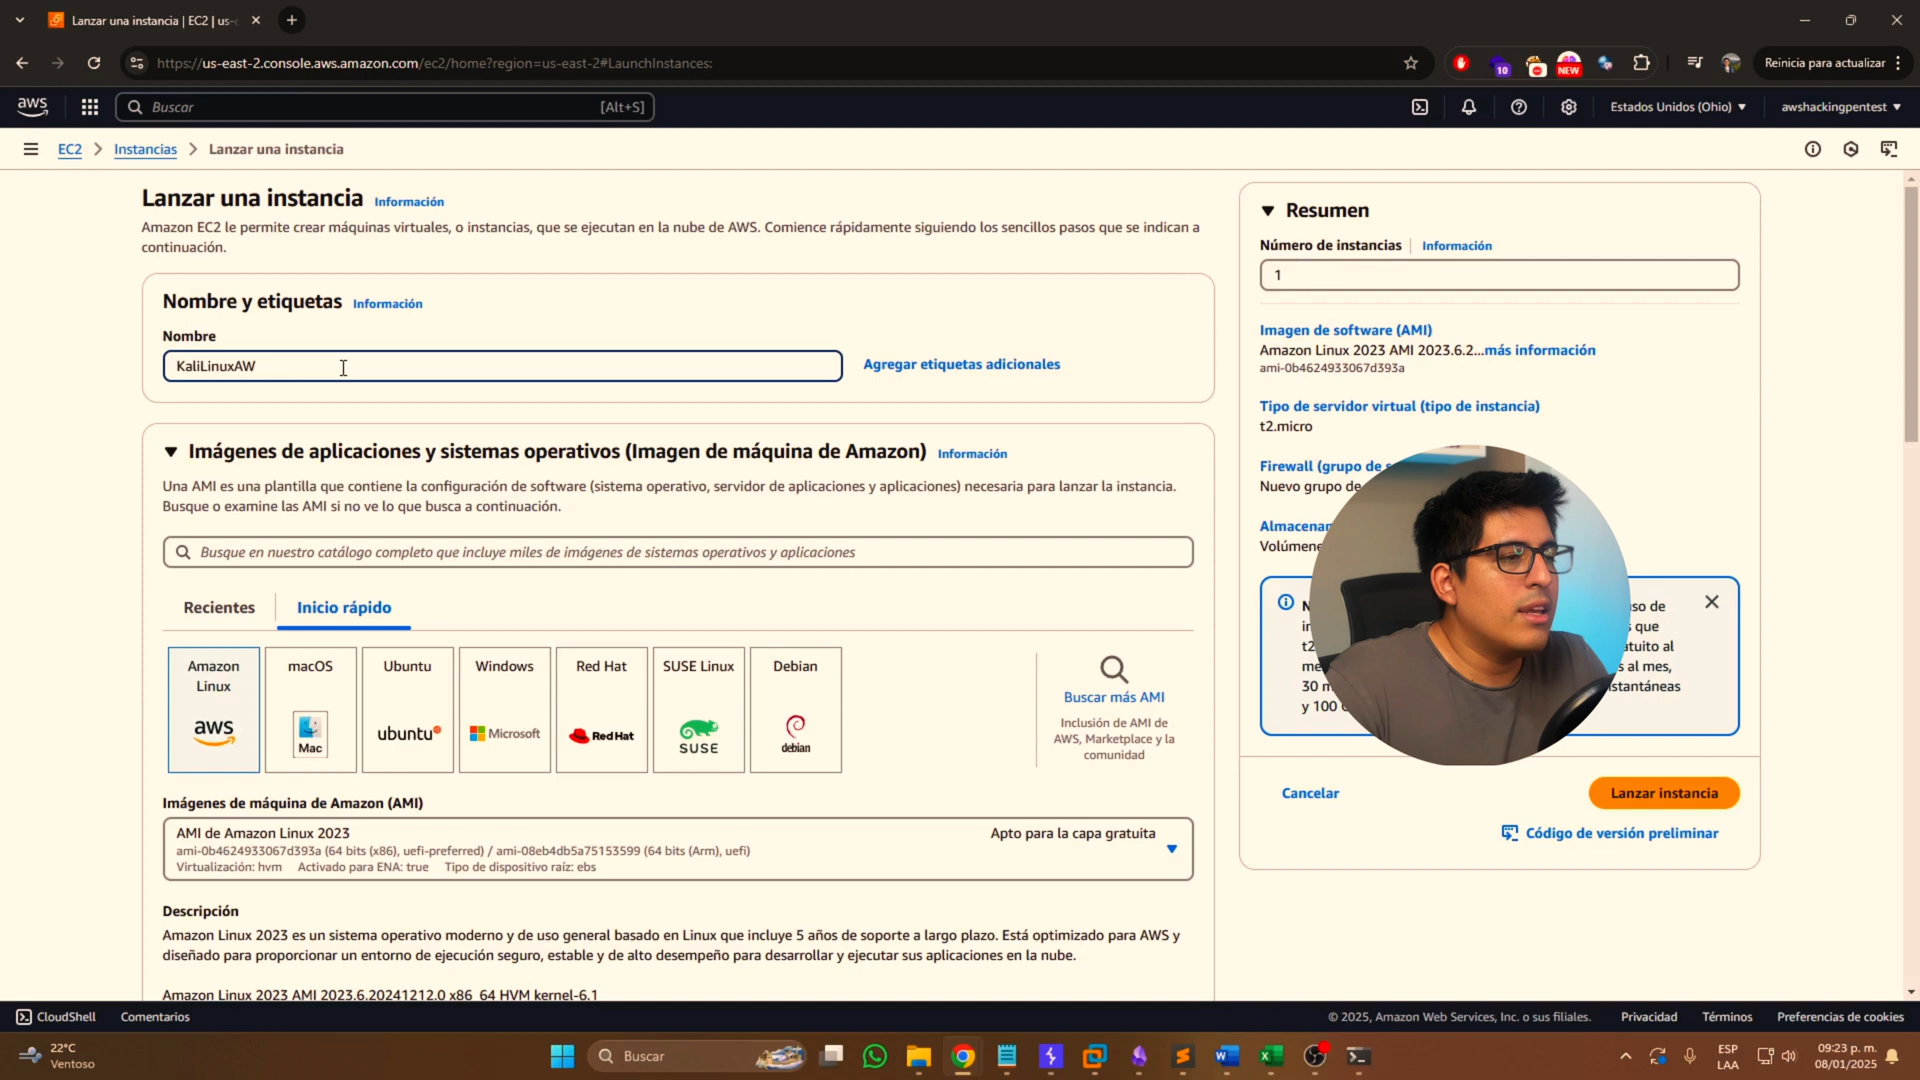 Lanzar una instancia | EC2 | us-
https://us-east-2.console.aws.amazon.com/ec2/home?region=us-east-2#LaunchInstances:
10
NEW
Reinicia para actualizar
aws
Buscar
[Alt+S]
Estados Unidos (Ohio)
awshackingpentest
EC2
Instancias
Lanzar una instancia
Lanzar una instancia Información
Amazon EC2 le permite crear máquinas virtuales, o instancias, que se ejecutan en la nube de AWS. Comience rápidamente siguiendo los sencillos pasos que se indican a
continuación.
Nombre y etiquetas Información
Nombre
KaliLinuxAW
Agregar etiquetas adicionales
Imágenes de aplicaciones y sistemas operativos (Imagen de máquina de Amazon) Información
Una AMI es una plantilla que contiene la configuración de software (sistema operativo, servidor de aplicaciones y aplicaciones) necesaria para lanzar la instancia.
Busque o examine las AMI si no ve lo que busca a continuación.
Busque en nuestro catálogo completo que incluye miles de imágenes de sistemas operativos y aplicaciones
Recientes
Inicio rápido
Amazon
Linux
aws
macOS
Mac
Ubuntu
ubuntu
Windows
Microsoft
Red Hat
Red Hat
SUSE Linux
SUSE
Debian
debian
Buscar más AMI
Inclusión de AMI de
AWS, Marketplace y la
comunidad
Imágenes de máquina de Amazon (AMI)
AMI de Amazon Linux 2023
Apto para la capa gratuita
ami-0b4624933067d393a (64 bits (x86), uefi-preferred) / ami-08eb4db5a75153599 (64 bits (Arm), uefi)
Virtualización: hvm Activado para ENA: true Tipo de dispositivo raíz: ebs
Descripción
Amazon Linux 2023 es un sistema operativo moderno y de uso general basado en Linux que incluye 5 años de soporte a largo plazo. Está optimizado para AWS y
diseñado para proporcionar un entorno de ejecución seguro, estable y de alto desempeño para desarrollar y ejecutar sus aplicaciones en la nube.
Amazon Linux 2023 AMI 2023.6.20241212.0 x86_64 HVM kernel-6.1
Resumen
Número de instancias
Información
1
Imagen de software (AMI)
Amazon Linux 2023 AMI 2023.6.2...más información
ami-0b4624933067d393a
Tipo de servidor virtual (tipo de instancia)
t2.micro
Firewall (grupo de
Nuevo grupo de
Volúmene
uso de
que
t2
al
al mes,
30
y 100
Cancelar
Lanzar instancia
Código de versión preliminar
CloudShell
Comentarios
© 2025, Amazon Web Services, Inc. o sus filiales.
Privacidad
Términos
Preferencias de cookies
22°C
Ventoso
Buscar
ESP
LAA
09:23 p. m.
08/01/2025